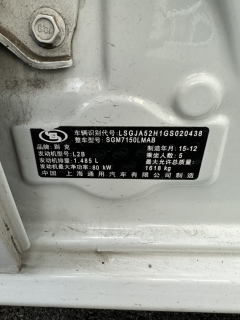 车辆识别代号: LSGJA52H1GS020438
整车型号: SGM7150LMAB
品牌: 别克 制造年月: 15-12
发动机型号: L2B 乘坐人数: 5
发动机排量: 1.485 L 最大允许总质量:
发动机最大净功率: 80 kW 1616 kg
中国 上海通用汽车有限公司